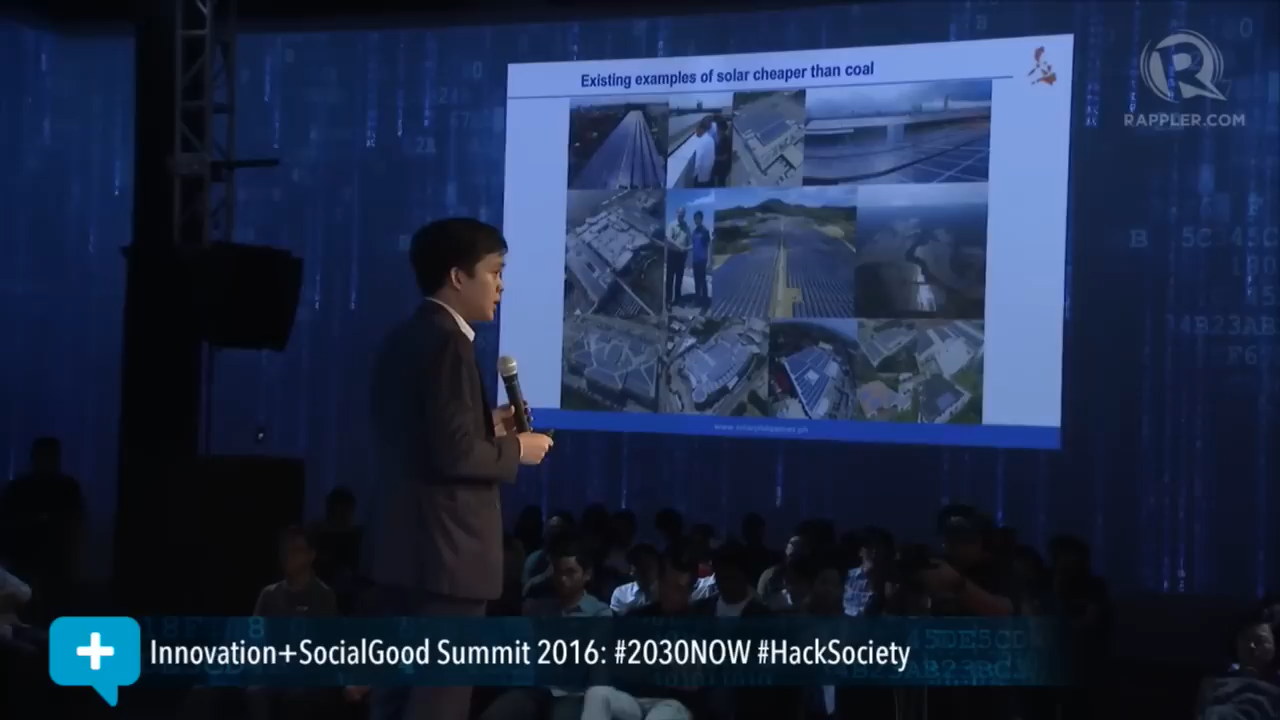 Existing examples of solar cheaper than coal
RAPPLER.COM
Innovation+SocialGood Summit 2016: #2030NOW #HackSociety